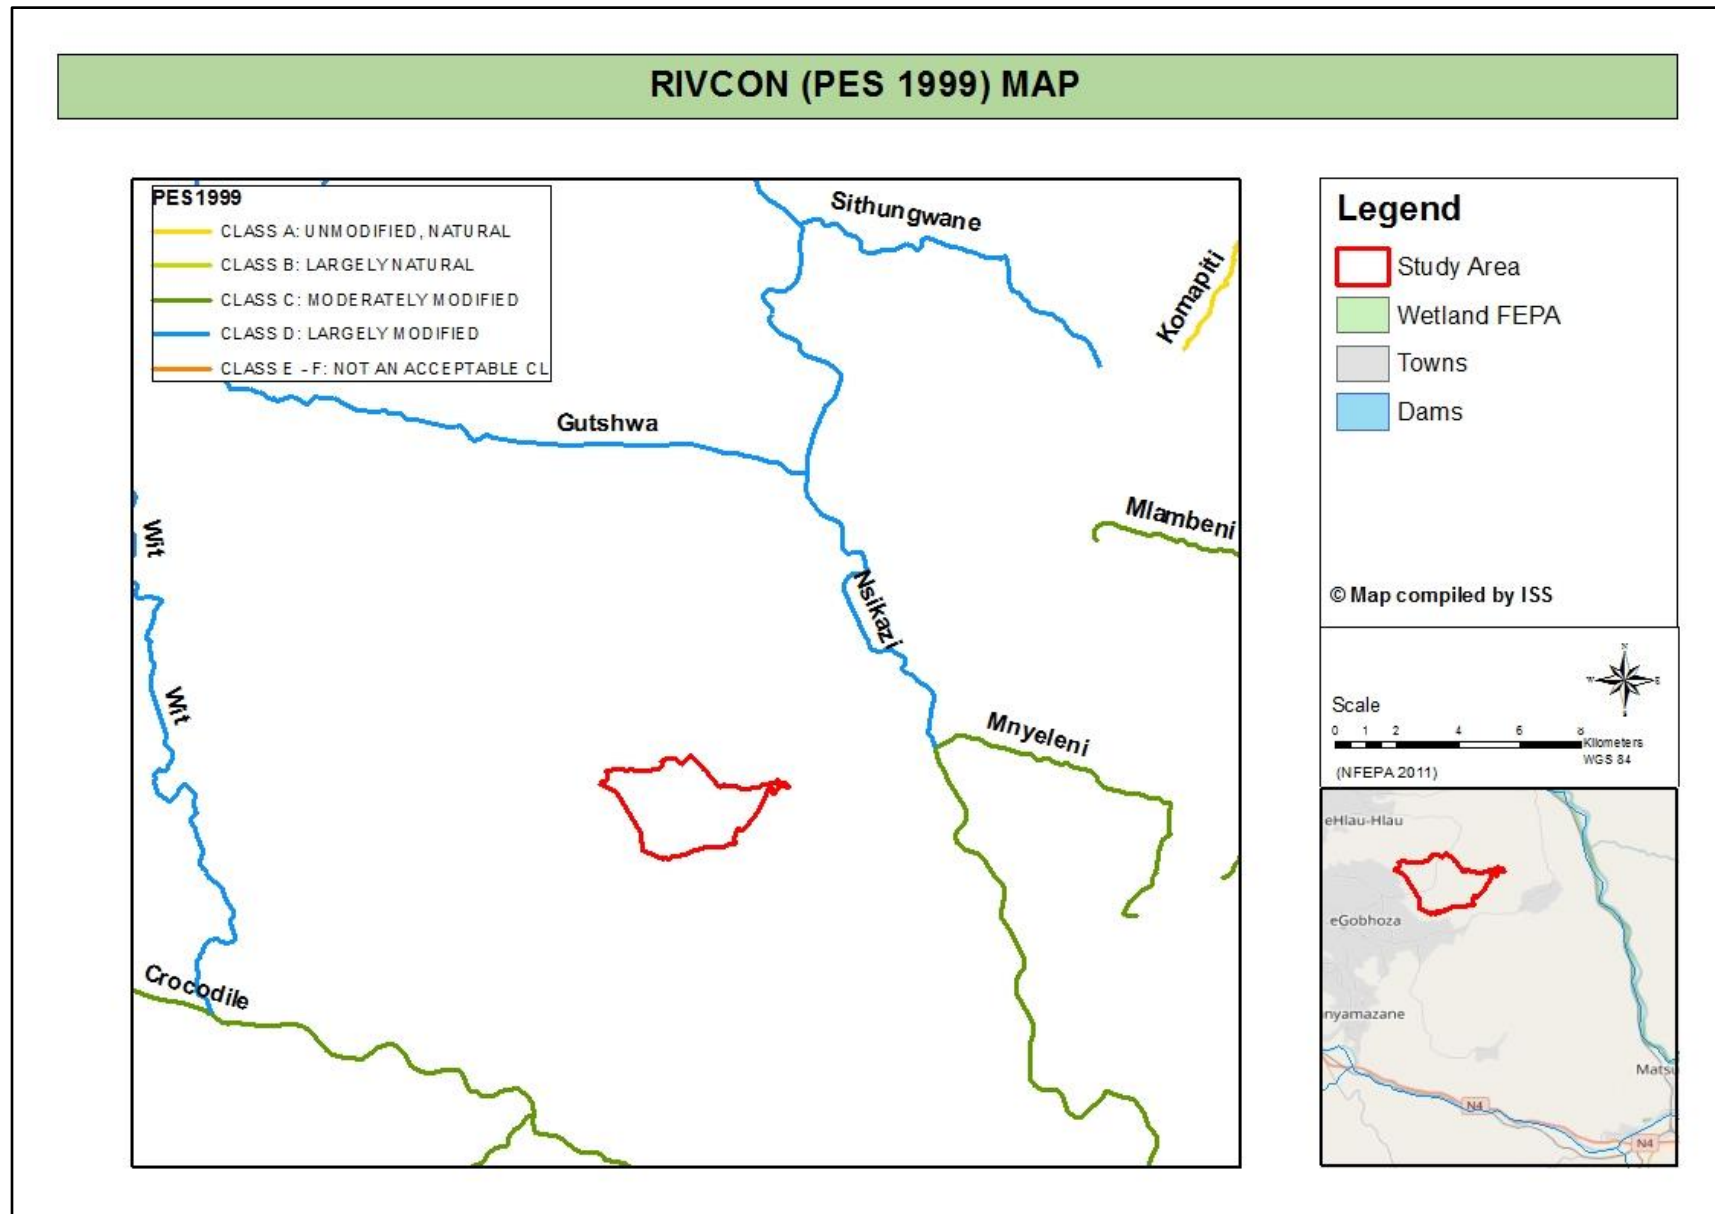 RIVCON (PES 1999) MAP
PES1999
CLASS A: UNMODIFIED, NATURAL
CLASS B: LARGELY NATURAL
CLASS C: MODERATELY MODIFIED
CLASS D: LARGELY MODIFIED
CLASS E - F: NOT AN ACCEPTABLE CL
Sithungwane
Komapiti
Gutshwa
Mlambeni
Wit
Nsikazi
Wit
Mnyeleni
Crocodile
Legend
Study Area
Wetland FEPA
Towns
Dams
© Map compiled by ISS
N
W
E
S
Scale
0 1 2 4 6 8
Kilometers
WGS 84
(NFEPA 2011)
eHlau-Hlau
eGobhoza
nyamazane
Matsu
N4
N4